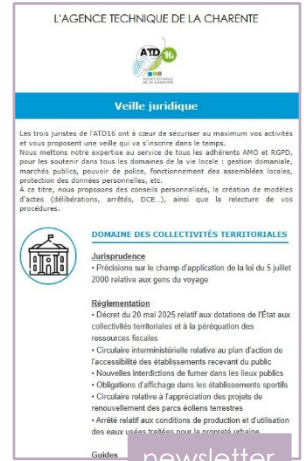 L'AGENCE TECHNIQUE DE LA CHARENTE
ATD16
AGENCE TECHNIQUE
DE LA CHARENTE
Veille juridique
Les trois juristes de l'ATD16 ont à cœur de sécuriser au maximum vos activités
et vous proposent une veille qui va s'inscrire dans le temps.
Nous mettons notre expertise au service de tous les adhérents AMO et RGPD,
pour les soutenir dans tous les domaines de la vie locale : gestion domaniale,
marchés publics, pouvoir de police, fonctionnement des assemblées locales,
protection des données personnelles, etc.
À ce titre, nous proposons des conseils personnalisés, la création de modèles
d'actes (délibérations, arrêtés, DCE…), ainsi que la relecture de vos
procédures.
DOMAINE DES COLLECTIVITÉS TERRITORIALES
Jurisprudence
• Précisions sur le champ d'application de la loi du 5 juillet
2000 relative aux gens du voyage
Réglementation
• Décret du 20 mai 2025 relatif aux dotations de l'État aux
collectivités territoriales et à la péréquation des
ressources fiscales
• Circulaire interministérielle relative au plan d'action de
l'accessibilité des établissements recevant du public
• Nouvelles interdictions de fumer dans les lieux publics
• Obligations d'affichage dans les établissements sportifs
• Circulaire relative à l'appréciation des projets de
renouvellement des parcs éoliens terrestres
• Arrêté relatif aux conditions de production et d'utilisation
des eaux usées traitées pour la propreté urbaine
Guides
newsletter